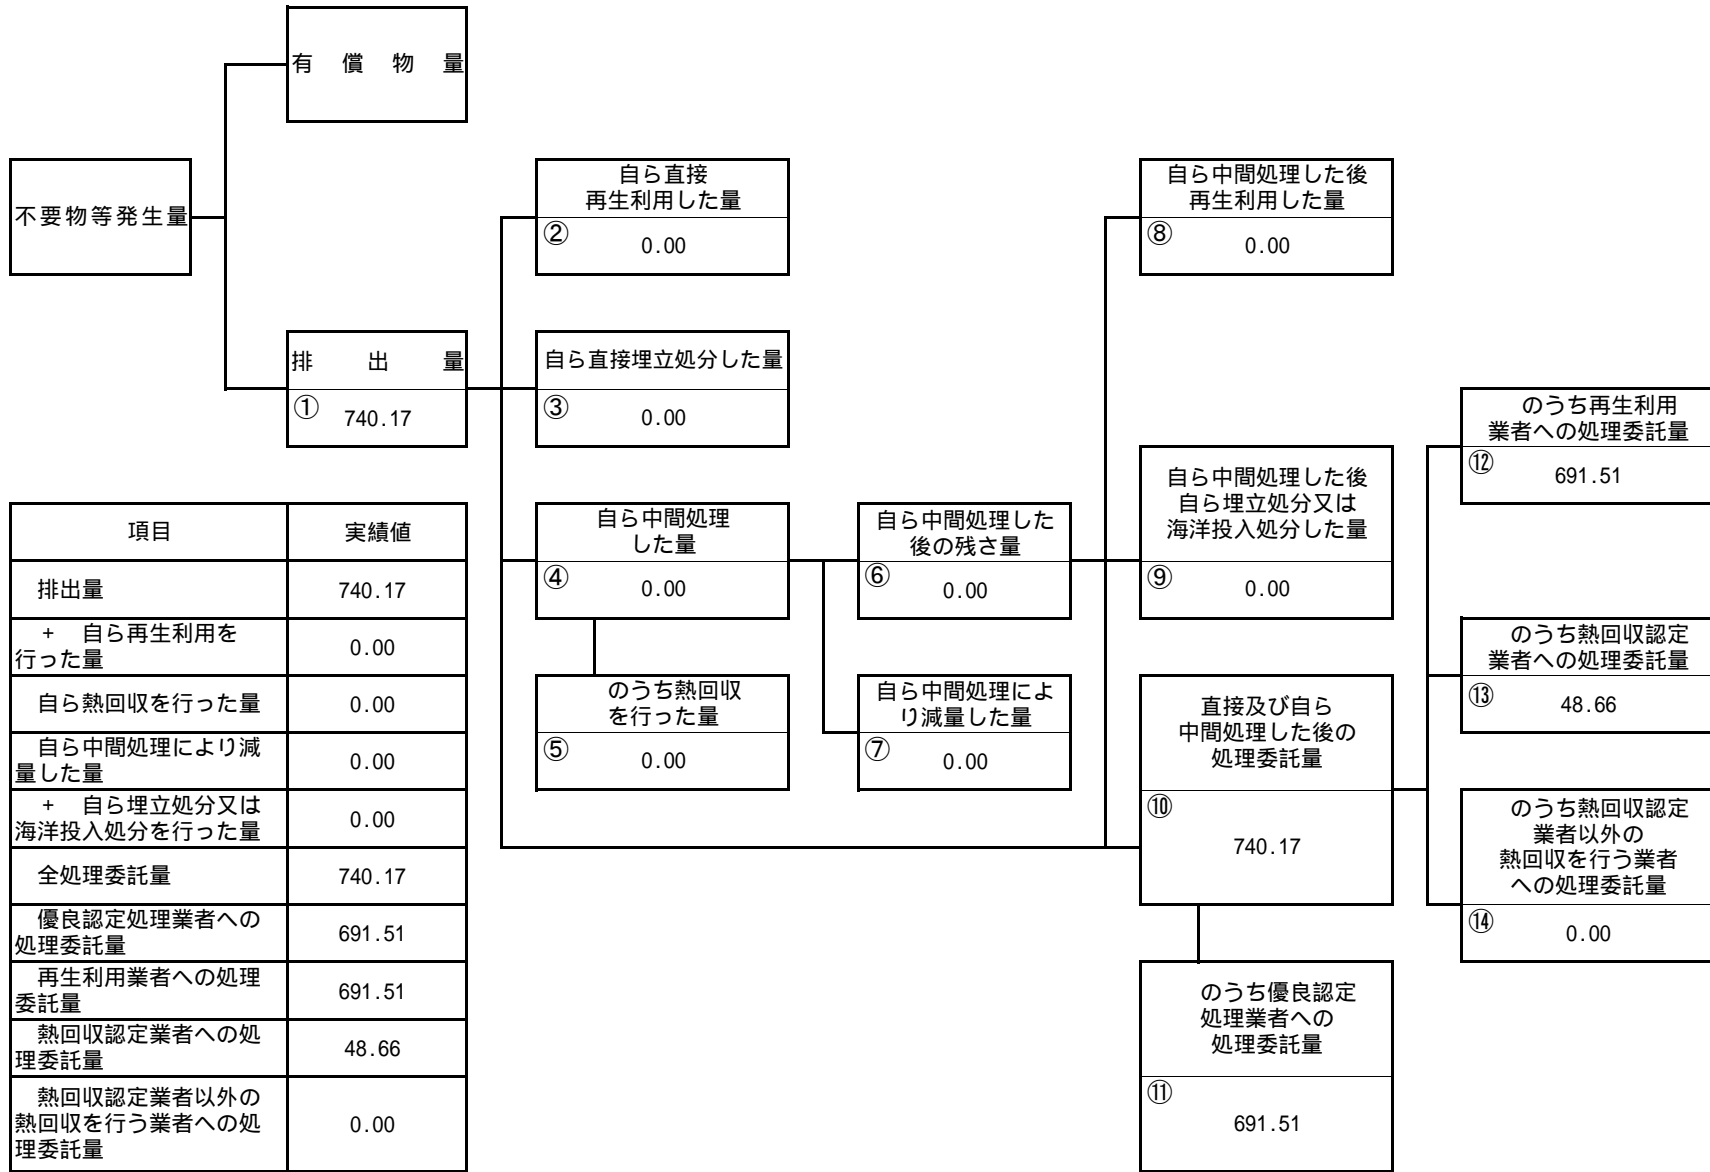 有償物量
不要物等発生量
排出量
① 740.17
自ら直接
再生利用した量
② 0.00
自ら直接埋立処分した量
③ 0.00
自ら中間処理
した量
④ 0.00
のうち熱回収
を行った量
⑤ 0.00
自ら中間処理した
後の残さ量
⑥ 0.00
自ら中間処理によ
り減量した量
⑦ 0.00
自ら中間処理した後
再生利用した量
⑧ 0.00
自ら中間処理した後
自ら埋立処分又は
海洋投入処分した量
⑨ 0.00
直接及び自ら
中間処理した後の
処理委託量
⑩
740.17
のうち優良認定
処理業者への
処理委託量
⑪
691.51
のうち再生利用
業者への処理委託量
⑫ 691.51
のうち熱回収認定
業者への処理委託量
⑬ 48.66
のうち熱回収認定
業者以外の
熱回収を行う業者
への処理委託量
⑭ 0.00
項目 実績値
排出量 740.17
+ 自ら再生利用を
行った量 0.00
自ら熱回収を行った量 0.00
自ら中間処理により減
量した量 0.00
+ 自ら埋立処分又は
海洋投入処分を行った量 0.00
全処理委託量 740.17
優良認定処理業者への
処理委託量 691.51
再生利用業者への処理
委託量 691.51
熱回収認定業者への処
理委託量 48.66
熱回収認定業者以外の
熱回収を行う業者への処
理委託量 0.00